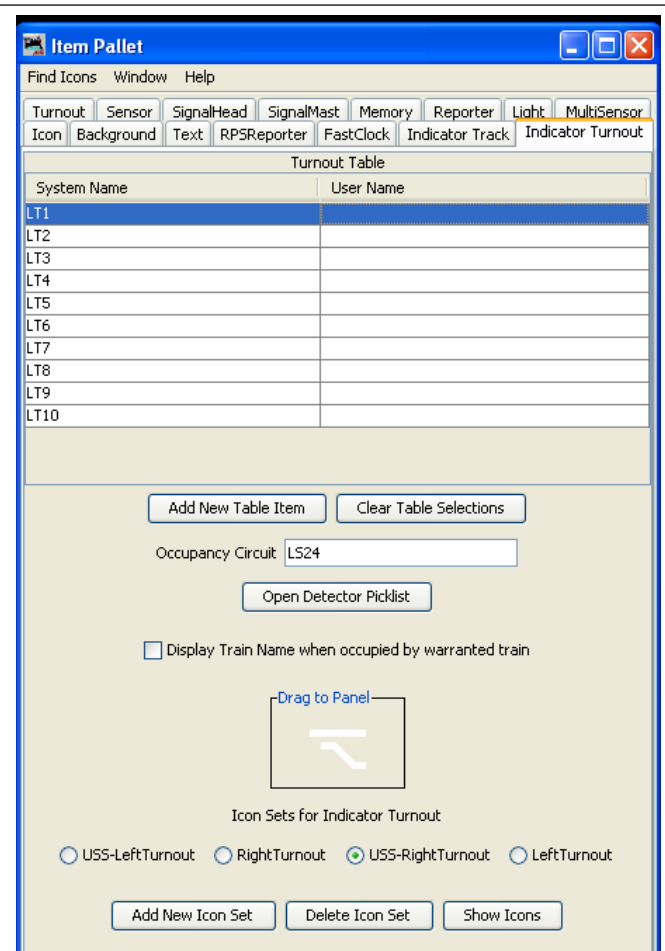 Item Pallet
Find Icons Window Help
Turnout Sensor SignalHead SignalMast Memory Reporter Light MultiSensor
Icon Background Text RPSReporter FastClock Indicator Track Indicator Turnout
Turnout Table
System Name User Name
LT1
LT2
LT3
LT4
LT5
LT6
LT7
LT8
LT9
LT10
Add New Table Item Clear Table Selections
Occupancy Circuit LS24
Open Detector Picklist
Display Train Name when occupied by warranted train
Drag to Panel
Icon Sets for Indicator Turnout
USS-LeftTurnout RightTurnout USS-RightTurnout LeftTurnout
Add New Icon Set Delete Icon Set Show Icons